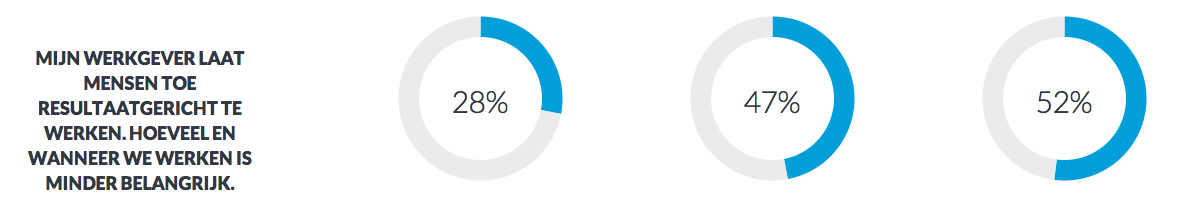 MIJN WERKGEVER LAAT
MENSEN TOE
RESULTAATGERICHT TE
WERKEN. HOEVEEL EN
WANNEER WE WERKEN IS
MINDER BELANGRIJK.
28%
47%
52%